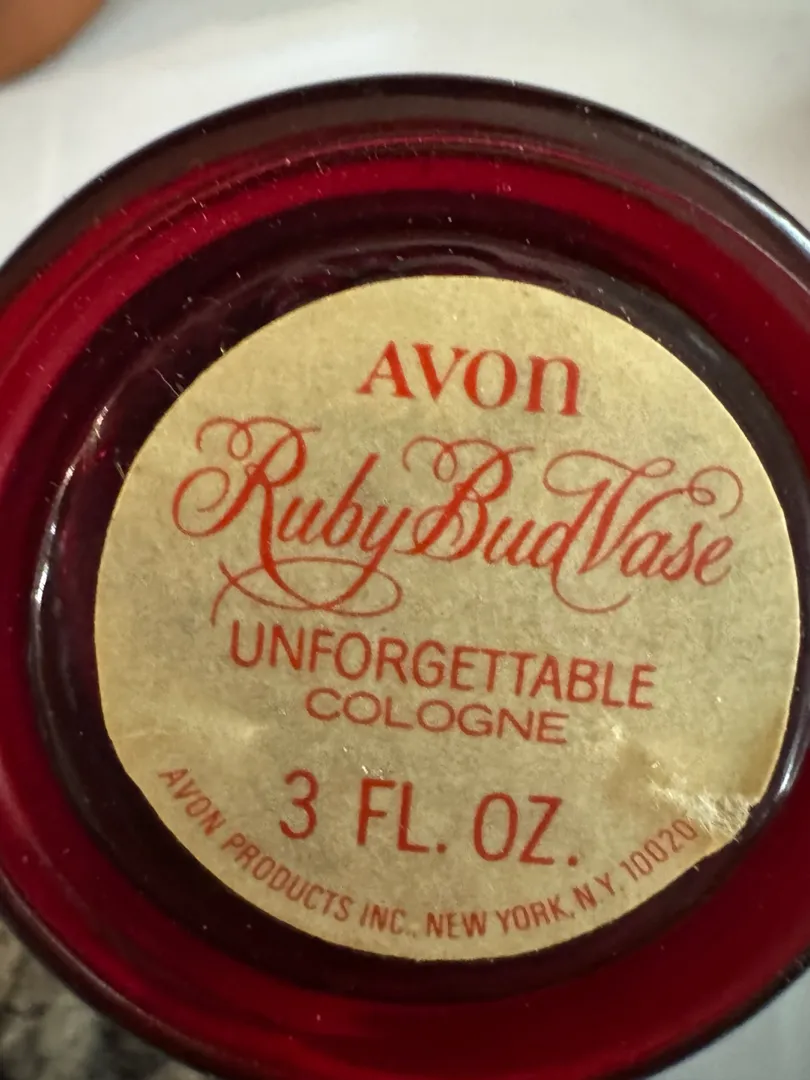 AVON
Ruby Bud Vase
UNFORGETTABLE
COLOGNE
3 FL. OZ.
AVON PRODUCTS INC., NEW YORK, N.Y. 10020